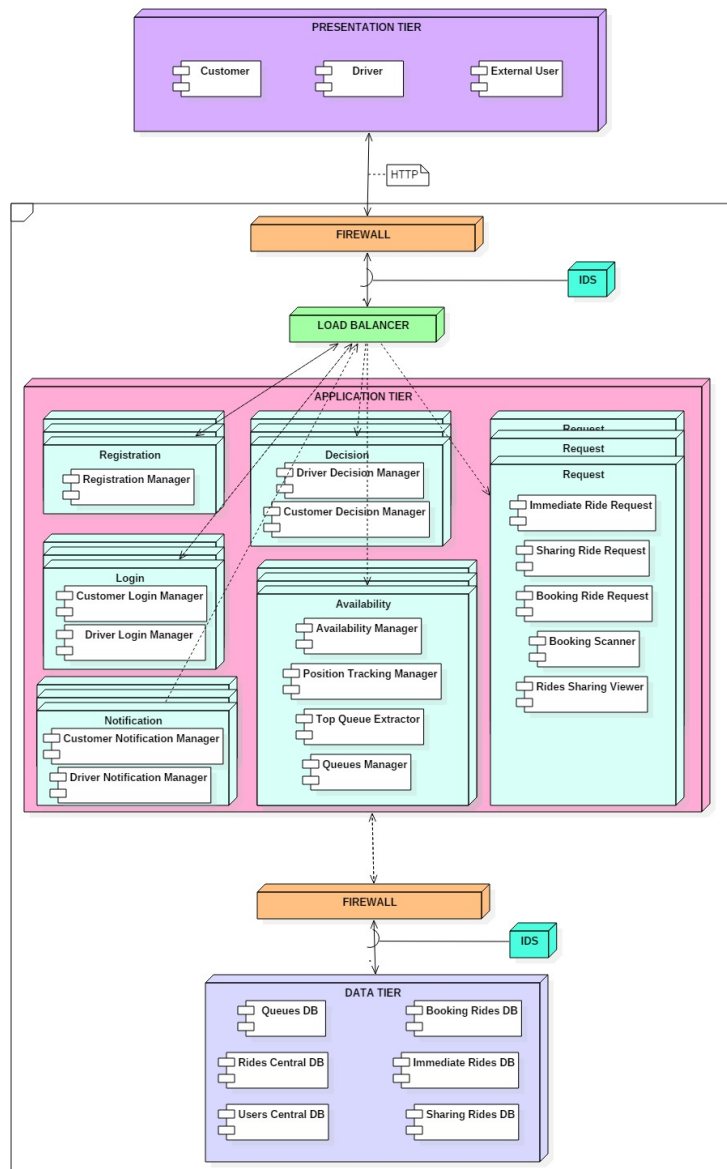 PRESENTATION TIER
Customer
Driver
External User
HTTP
FIREWALL
IDS
LOAD BALANCER
APPLICATION TIER
Registration
Registration Manager
Decision
Driver Decision Manager
Customer Decision Manager
Request
Request
Request
Immediate Ride Request
Sharing Ride Request
Booking Ride Request
Booking Scanner
Rides Sharing Viewer
Login
Customer Login Manager
Driver Login Manager
Availability
Availability Manager
Position Tracking Manager
Top Queue Extractor
Queues Manager
Notification
Customer Notification Manager
Driver Notification Manager
FIREWALL
IDS
DATA TIER
Queues DB
Booking Rides DB
Rides Central DB
Immediate Rides DB
Users Central DB
Sharing Rides DB